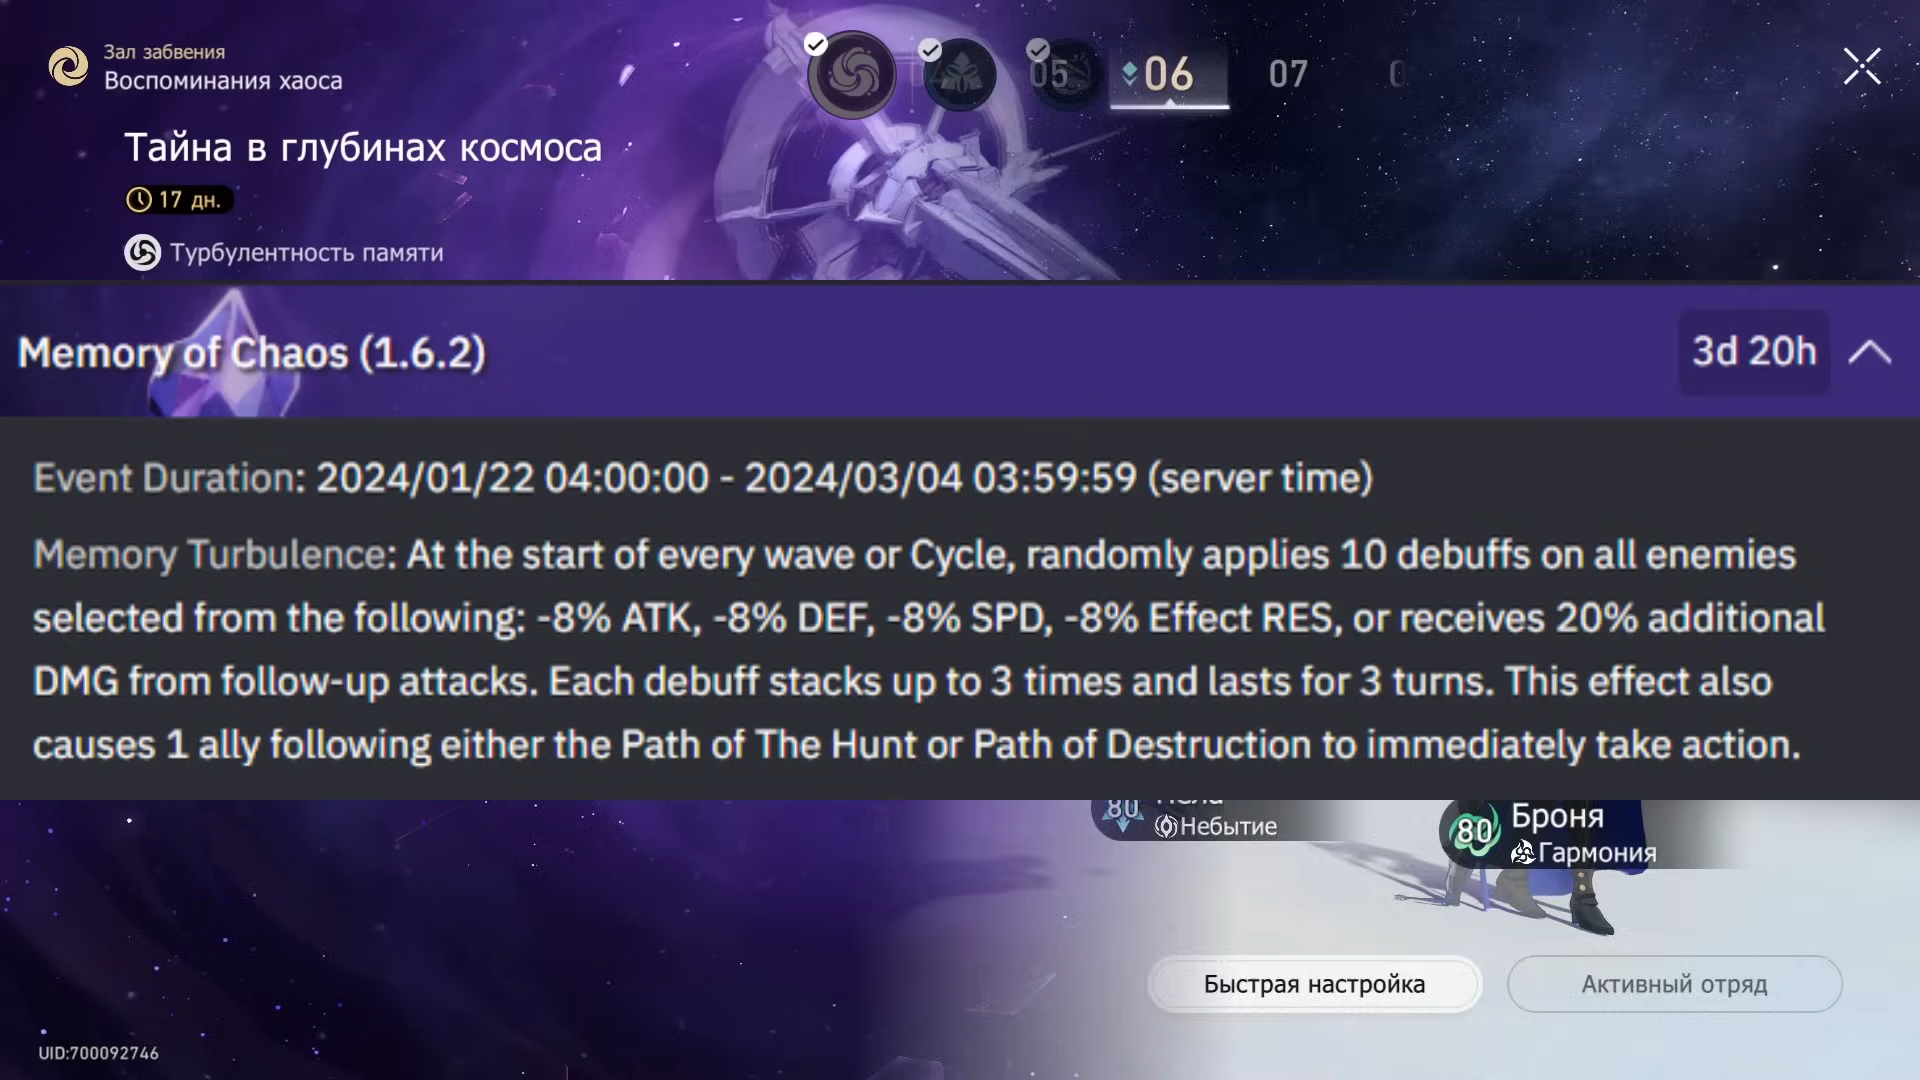 Зал забвения
Воспоминания хаоса
05
06
07
Тайна в глубинах космоса
17 дн.
Турбулентность памяти
Memory of Chaos (1.6.2)
3d 20h
Event Duration: 2024/01/22 04:00:00 - 2024/03/04 03:59:59 (server time)
Memory Turbulence: At the start of every wave or Cycle, randomly applies 10 debuffs on all enemies
selected from the following: -8% ATK, -8% DEF, -8% SPD, -8% Effect RES, or receives 20% additional
DMG from follow-up attacks. Each debuff stacks up to 3 times and lasts for 3 turns. This effect also
causes 1 ally following either the Path of The Hunt or Path of Destruction to immediately take action.
80
Небытие
80
Броня
Гармония
Быстрая настройка
Активный отряд
UID:700092746